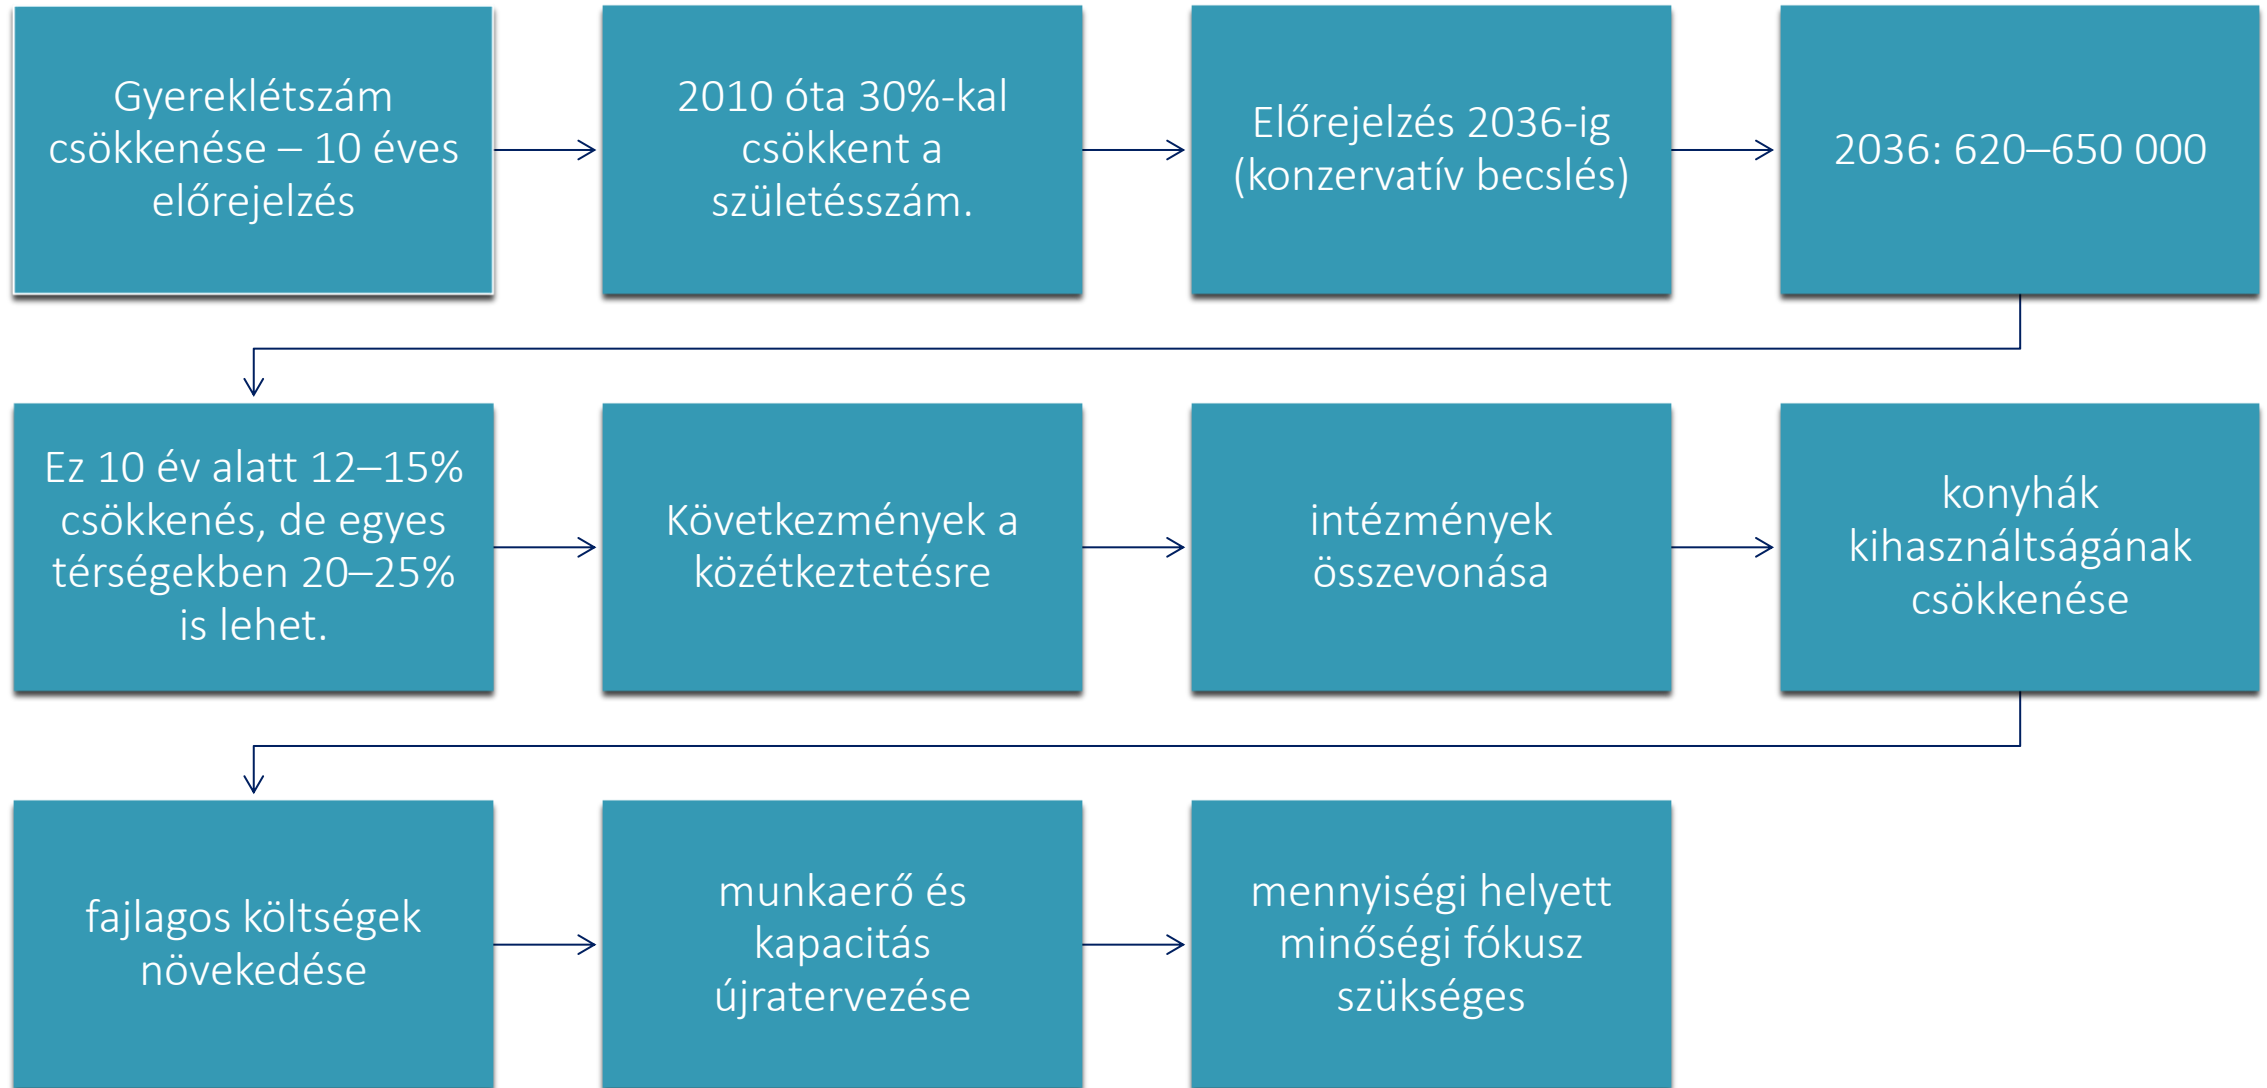 Gyereklétszám
csökkenése – 10 éves
előrejelzés
2010 óta 30%-kal
csökkent a
születésszám.
Előrejelzés 2036-ig
(konzervatív becslés)
2036: 620–650 000
Ez 10 év alatt 12–15%
csökkenés, de egyes
térségekben 20–25%
is lehet.
Következmények a
közétkeztetésre
intézmények
összevonása
konyhák
kihasználtságának
csökkenése
fajlagos költségek
növekedése
munkaerő és
kapacitás
újratervezése
mennyiségi helyett
minőségi fókusz
szükséges